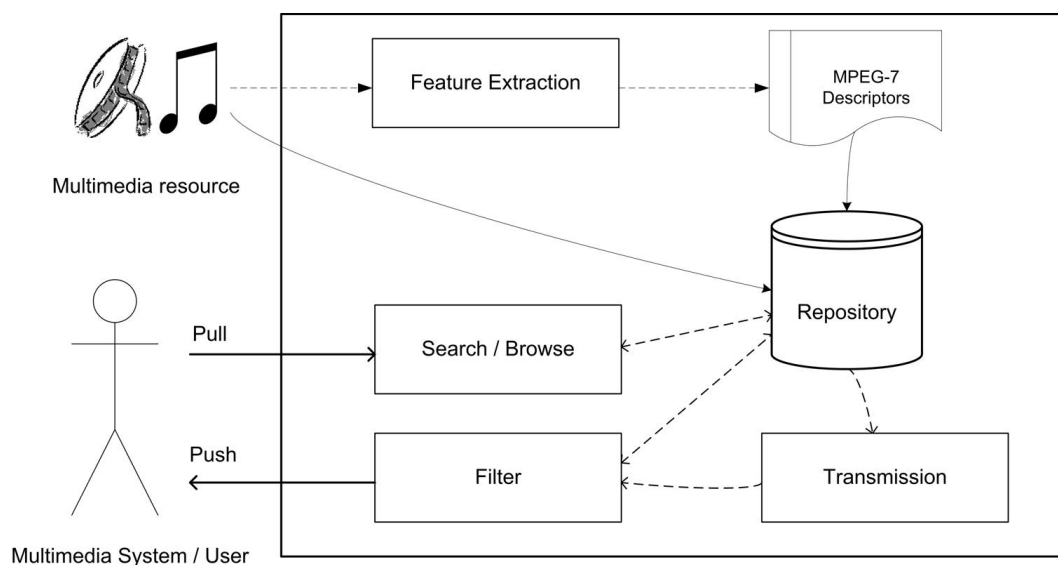 Feature Extraction
MPEG-7
Descriptors
Multimedia resource
Repository
Pull
Search / Browse
Push
Filter
Transmission
Multimedia System / User